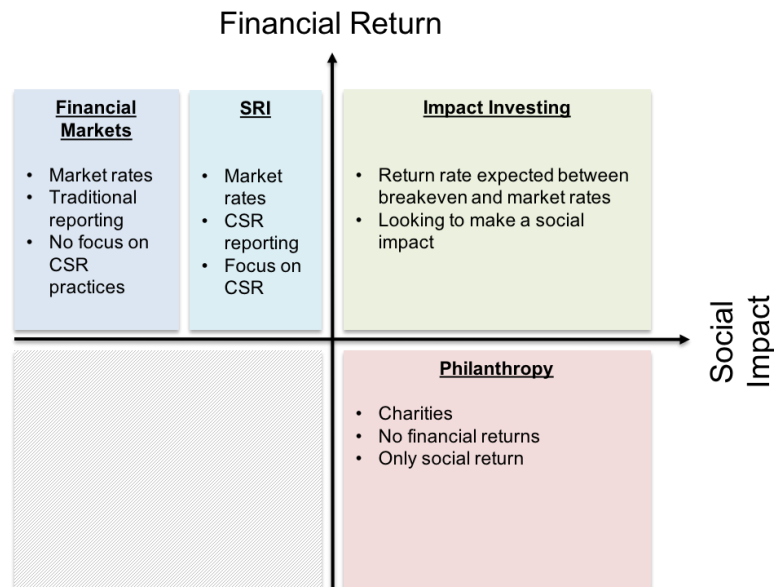 Financial Return
Financial
Markets
• Market rates
• Traditional
reporting
• No focus on
CSR
practices
SRI
• Market
rates
• CSR
reporting
• Focus on
CSR
Impact Investing
• Return rate expected between
breakeven and market rates
• Looking to make a social
impact
Social
Impact
Philanthropy
• Charities
• No financial returns
• Only social return